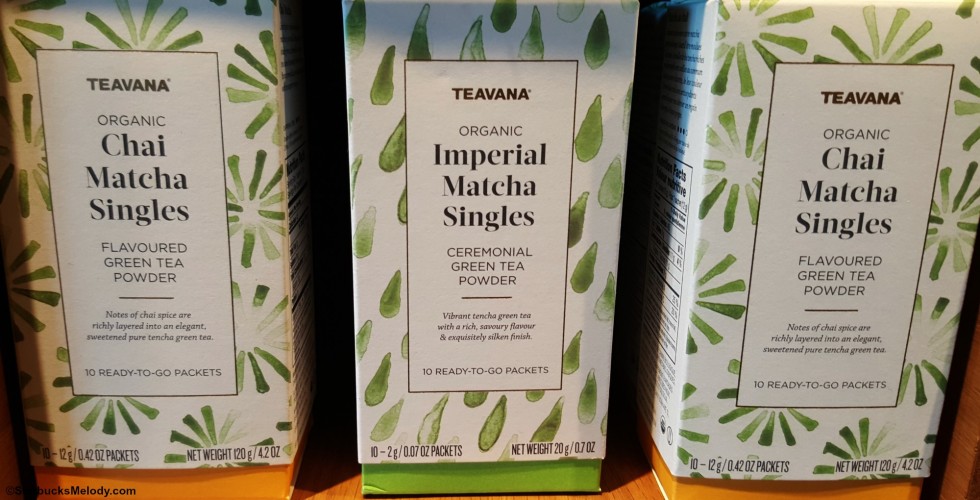 TEAVANA®
ORGANIC
Chai
Matcha
Singles
FLAVOURED
GREEN TEA
POWDER
Notes of chai spice are
richly layered into an elegant,
sweetened pure tencha green tea.
10 READY-TO-GO PACKETS
10 – 12 g / 0.42 OZ PACKETS NET WEIGHT 120 g / 4.2 OZ
TEAVANA®
ORGANIC
Imperial
Matcha
Singles
CEREMONIAL
GREEN TEA
POWDER
Vibrant tencha green tea
with a rich, savoury flavour
& exquisitely silken finish.
10 READY-TO-GO PACKETS
10 – 2 g / 0.07 OZ PACKETS NET WEIGHT 20 g / 0.7 OZ
TEAVANA®
ORGANIC
Chai
Matcha
Singles
FLAVOURED
GREEN TEA
POWDER
Notes of chai spice are
richly layered into an elegant,
sweetened pure tencha green tea.
10 READY-TO-GO PACKETS
10 – 12 g / 0.42 OZ PACKETS NET WEIGHT 120 g / 4.2 OZ
©StarbucksMelody.com